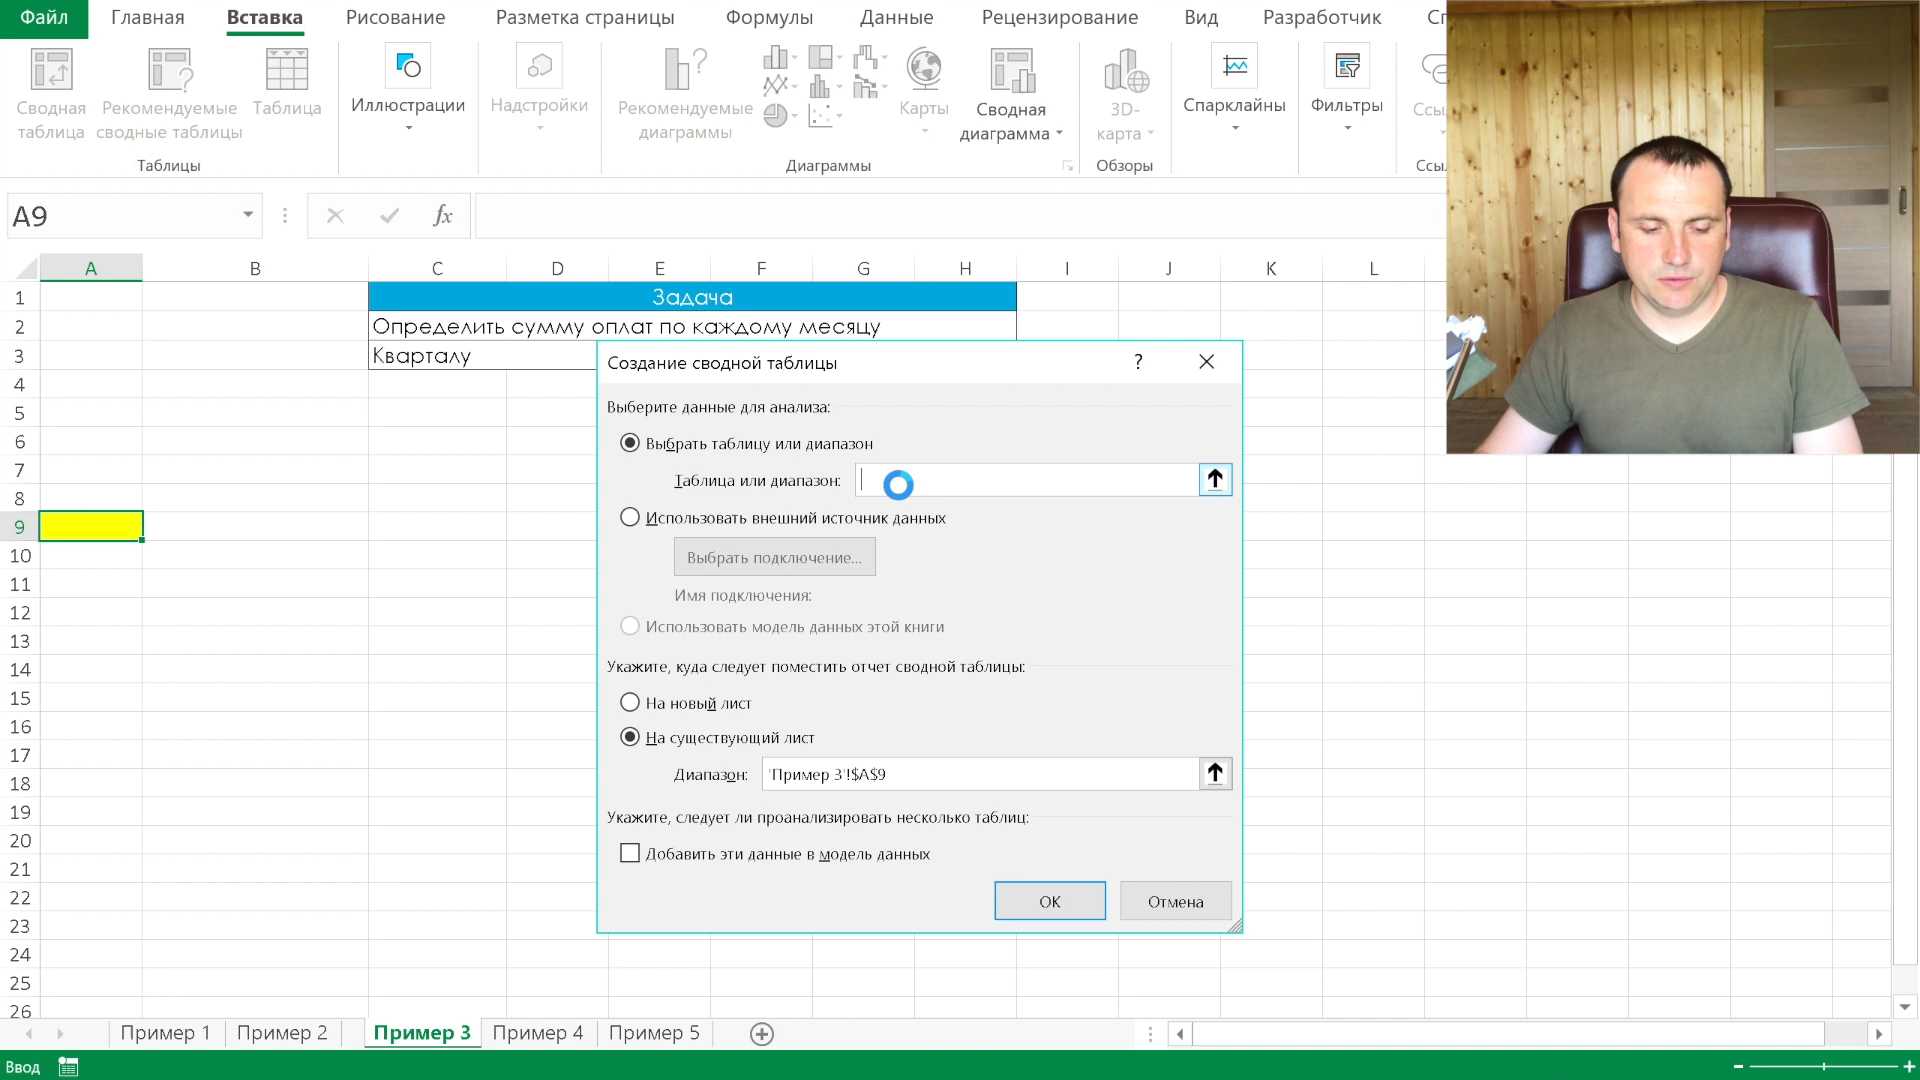 Файл Главная Вставка Рисование Разметка страницы Формулы Данные Рецензирование Вид Разработчик
Сводная таблица
Рекомендуемые сводные таблицы
Таблица
Таблицы
Иллюстрации
Надстройки
Рекомендуемые диаграммы
Карты
Сводная диаграмма
Диаграммы
3D-карта
Обзоры
Спарклайны
Фильтры
A9
fx
A B C D E F G H I J K L
1 Задача
2 Определить сумму оплат по каждому месяцу
3 Кварталу
4
5
6
7
8
9
10
11
12
13
14
15
16
17
18
19
20
21
22
23
24
25
26
Создание сводной таблицы ?
Выберите данные для анализа:
Выбрать таблицу или диапазон
Таблица или диапазон:
Использовать внешний источник данных
Выбрать подключение...
Имя подключения:
Использовать модель данных этой книги
Укажите, куда следует поместить отчет сводной таблицы:
На новый лист
На существующий лист
Диапазон: 'Пример 3'!$A$9
Укажите, следует ли проанализировать несколько таблиц:
Добавить эти данные в модель данных
ОК Отмена
Пример 1 Пример 2 Пример 3 Пример 4 Пример 5
Ввод